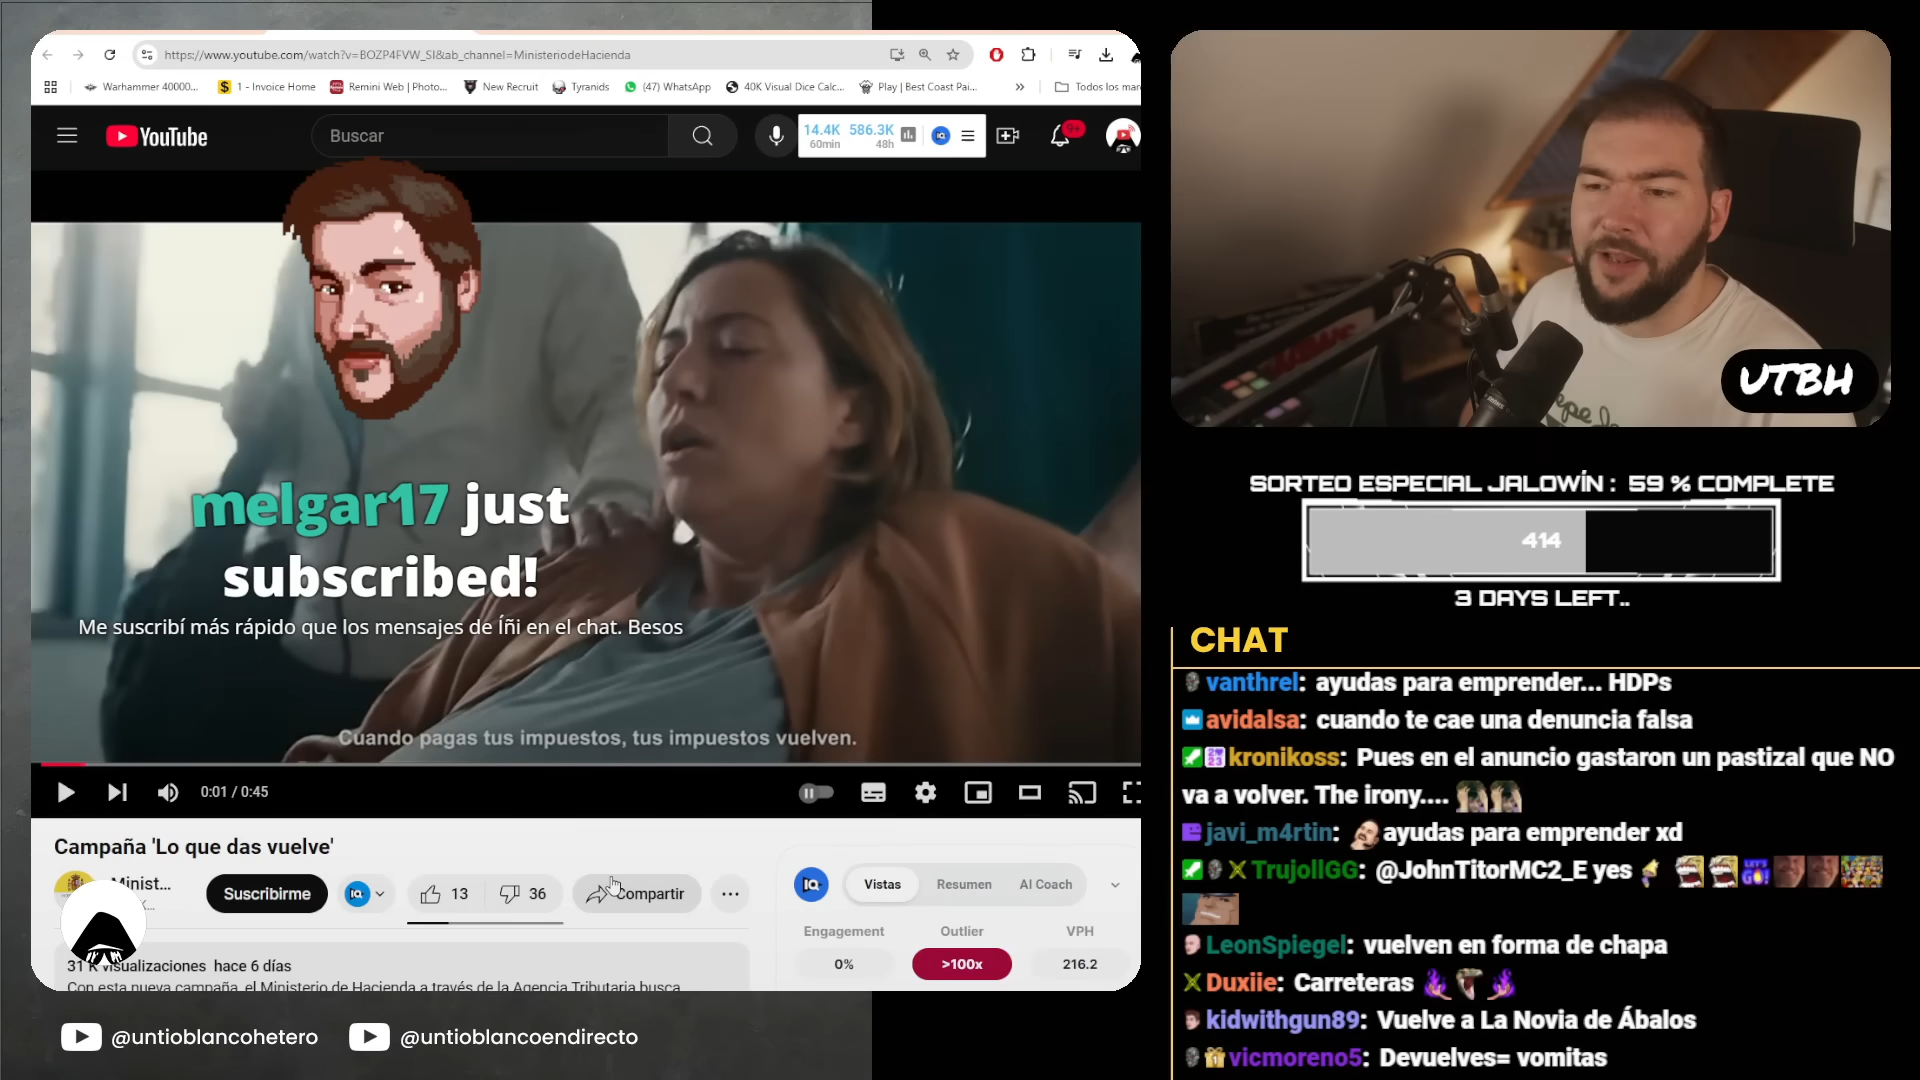 https://www.youtube.com/watch?v=BOZP4FVW_SI&ab_channel=MinisteriodeHacienda
Warhammer 40000...
1 - Invoice Home
Remini Web | Photo...
New Recruit
Tyranids
(47) WhatsApp
40K Visual Dice Calc...
Play | Best Coast Pai...
»
Todos los mar
YouTube
Buscar
14.4K 586.3K
60min 48h
9+
melgar17 just
subscribed!
Me suscribí más rápido que los mensajes de Íñi en el chat. Besos
Cuando pagas tus impuestos, tus impuestos vuelven.
0:01 / 0:45
Campaña 'Lo que das vuelve'
Minist...
Suscribirme
13
36
Compartir
31 K visualizaciones hace 6 días
Con esta nueva campaña, el Ministerio de Hacienda a través de la Agencia Tributaria busca
Vistas
Resumen
AI Coach
Engagement
Outlier
VPH
0%
>100x
216.2
@untioblancohetero
@untioblancoendirecto
UTBH
SORTEO ESPECIAL JALOWÍN : 59 % COMPLETE
414
3 DAYS LEFT..
CHAT
vanthrel: ayudas para emprender... HDPs
avidalsa: cuando te cae una denuncia falsa
kronikoss: Pues en el anuncio gastaron un pastizal que NO
va a volver. The irony....
javi_m4rtin: ayudas para emprender xd
TrujollGG: @JohnTitorMC2_E yes
LeonSpiegel: vuelven en forma de chapa
Duxiie: Carreteras
kidwithgun89: Vuelve a La Novia de Ábalos
vicmoreno5: Devuelves= vomitas